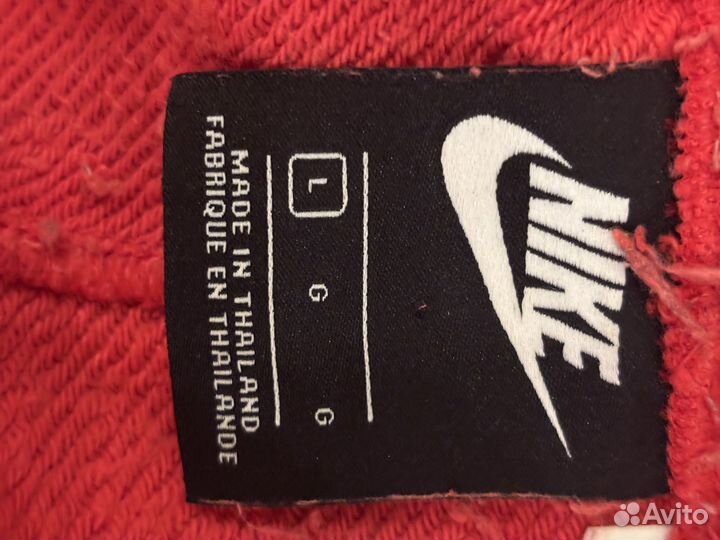 NIKE
L G G
MADE IN THAILAND
FABRIQUE EN THAILANDE
Avito